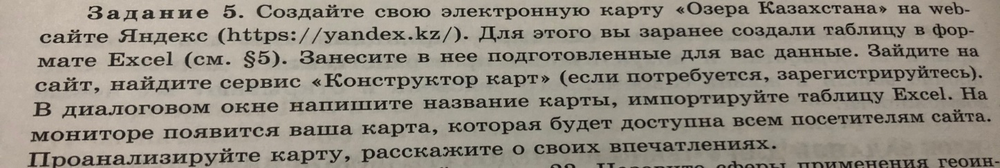 Задание 5. Создайте свою электронную карту «Озера Казахстана» на web-
сайте Яндекс (https://yandex.kz/). Для этого вы заранее создали таблицу в фор-
мате Excel (см. §5). Занесите в нее подготовленные для вас данные. Зайдите на
сайт, найдите сервис «Конструктор карт» (если потребуется, зарегистрируйтесь).
В диалоговом окне напишите название карты, импортируйте таблицу Excel. На
мониторе появится ваша карта, которая будет доступна всем посетителям сайта.
Проанализируйте карту, расскажите о своих впечатлениях.
сферы применения геоин-